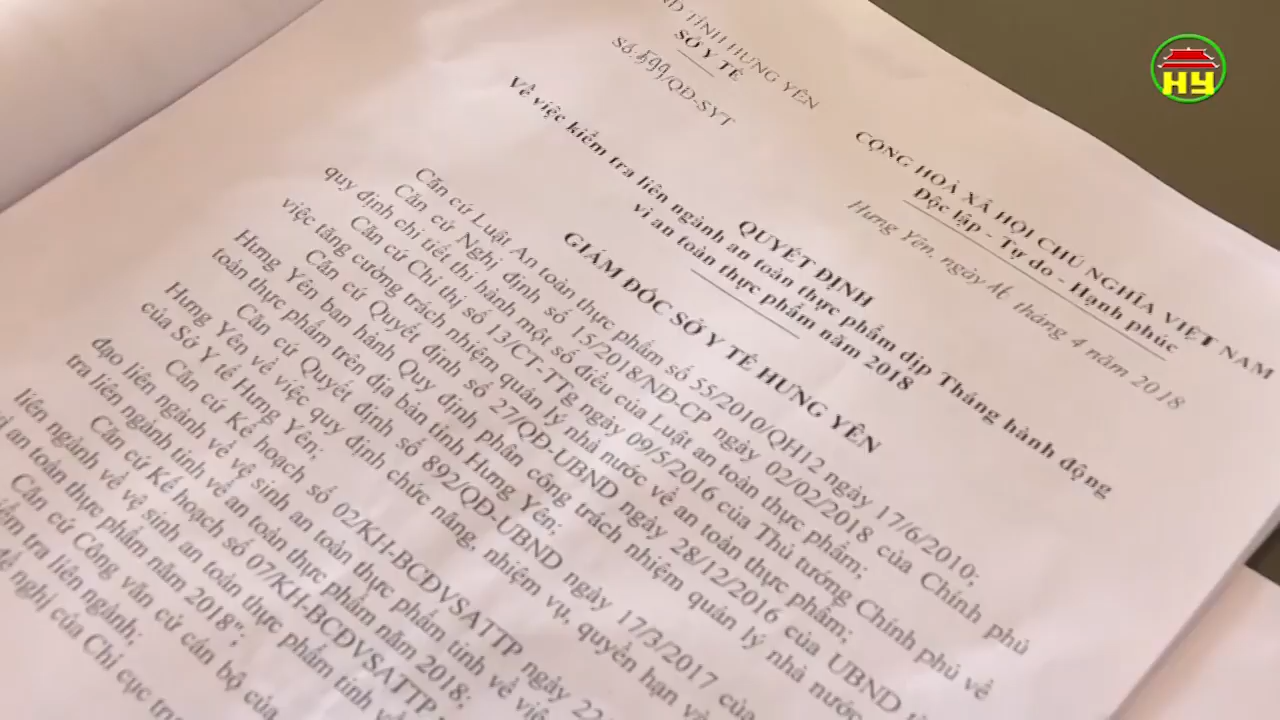 HY
UBND TỈNH HƯNG YÊN
SỞ Y TẾ
Số: 599/QĐ-SYT
CỘNG HOÀ XÃ HỘI CHỦ NGHĨA VIỆT NAM
Độc lập - Tự do - Hạnh phúc
Hưng Yên, ngày 16 tháng 4 năm 2018
QUYẾT ĐỊNH
Về việc kiểm tra liên ngành an toàn thực phẩm dịp Tháng hành động
vì an toàn thực phẩm năm 2018
GIÁM ĐỐC SỞ Y TẾ HƯNG YÊN
Căn cứ Luật An toàn thực phẩm số 55/2010/QH12 ngày 17/6/2010;
Căn cứ Nghị định số 15/2018/NĐ-CP ngày 02/02/2018 của Chính phủ
quy định chi tiết thi hành một số điều của Luật an toàn thực phẩm;
Căn cứ Chỉ thị số 13/CT-TTg ngày 09/5/2016 của Thủ tướng Chính phủ về
việc tăng cường trách nhiệm quản lý nhà nước về an toàn thực phẩm;
Căn cứ Quyết định số 27/QĐ-UBND ngày 28/12/2016 của UBND
Hưng Yên ban hành Quy định phân công trách nhiệm quản lý nhà nước
toàn thực phẩm trên địa bàn tỉnh Hưng Yên;
Căn cứ Quyết định số 892/QĐ-UBND ngày 17/3/2017 của
Hưng Yên về việc quy định chức năng, nhiệm vụ, quyền hạn và
của Sở Y tế Hưng Yên;
Căn cứ Kế hoạch số 02/KH-BCĐVSATTP ngày 22
đạo liên ngành về vệ sinh an toàn thực phẩm tỉnh về việ
tra liên ngành tỉnh về an toàn thực phẩm năm 2018;
Căn cứ Kế hoạch số 07/KH-BCĐVSATTP
liên ngành về vệ sinh an toàn thực phẩm tỉnh về
an toàn thực phẩm năm 2018";
Căn cứ Công văn cử cán bộ của
tra liên ngành;
đề nghị của Chi cục